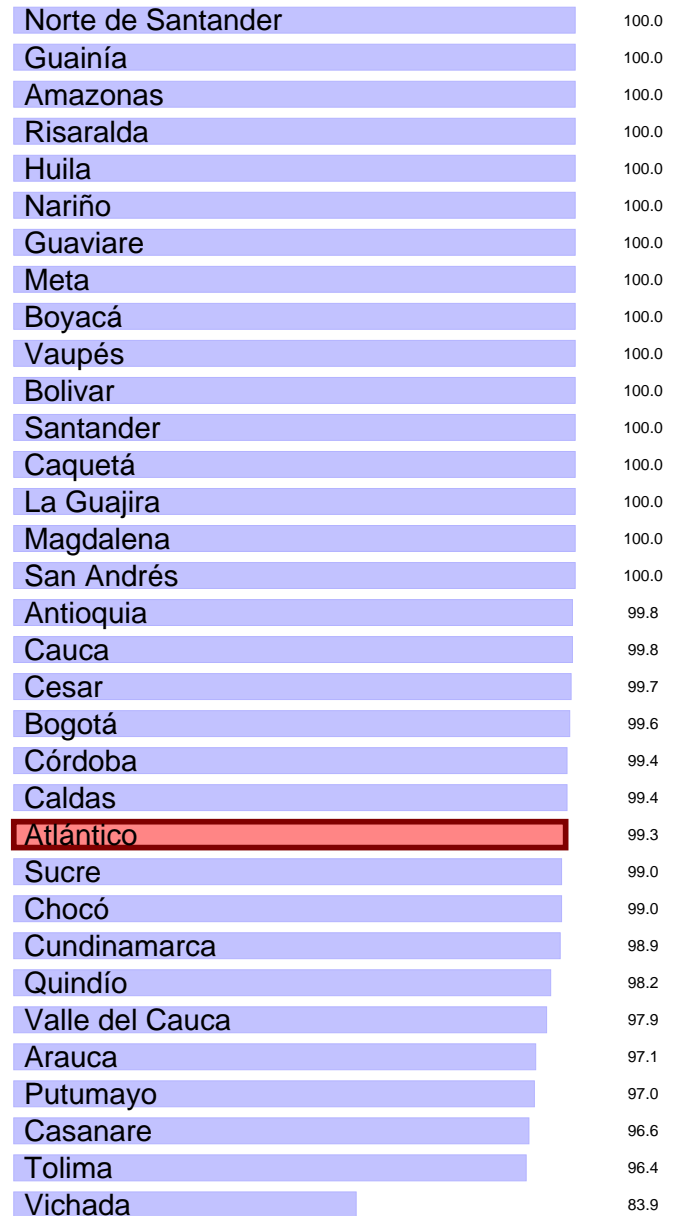 Norte de Santander 100.0
Guainía 100.0
Amazonas 100.0
Risaralda 100.0
Huila 100.0
Nariño 100.0
Guaviare 100.0
Meta 100.0
Boyacá 100.0
Vaupés 100.0
Bolivar 100.0
Santander 100.0
Caquetá 100.0
La Guajira 100.0
Magdalena 100.0
San Andrés 100.0
Antioquia 99.8
Cauca 99.8
Cesar 99.7
Bogotá 99.6
Córdoba 99.4
Caldas 99.4
Atlántico 99.3
Sucre 99.0
Chocó 99.0
Cundinamarca 98.9
Quindío 98.2
Valle del Cauca 97.9
Arauca 97.1
Putumayo 97.0
Casanare 96.6
Tolima 96.4
Vichada 83.9